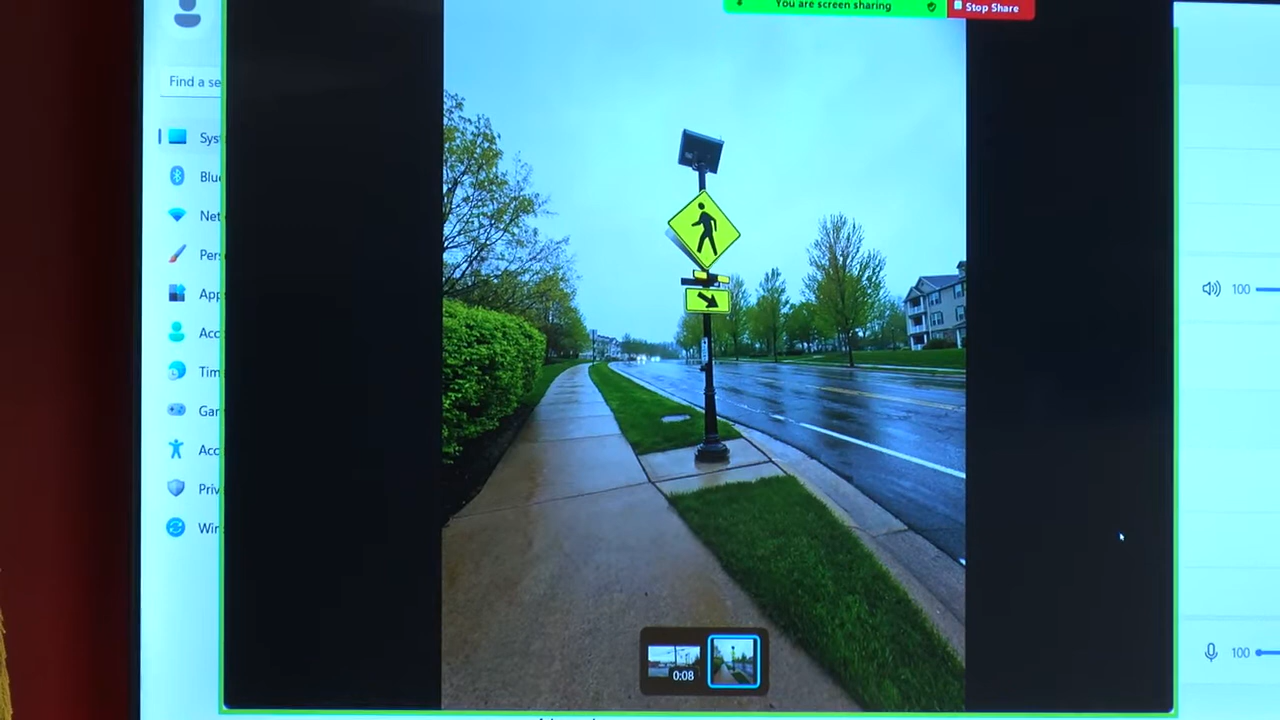 You are screen sharing
Stop Share
Find a se
Sys
Blu
Net
Pers
App
Acc
Tim
Gar
Acc
Priv
Win
100
100
0:08